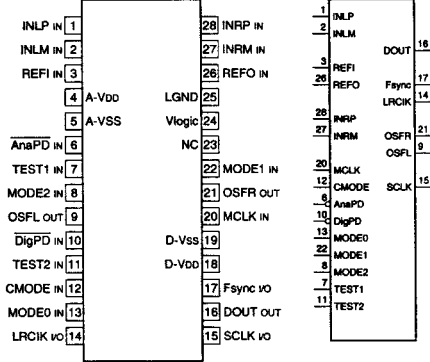 INLP IN 1 28 INRP IN
INLM IN 2 27 INRM IN
REFI IN 3 26 REFO IN
4 A-VDD LGND 25
5 A-VSS Vlogic 24
AnaPD IN 6 NC 23
TEST1 IN 7 22 MODE1 IN
MODE2 IN 8 21 OSFR OUT
OSFL OUT 9 20 MCLK IN
DigPD IN 10 D-VSS 19
TEST2 IN 11 D-VDD 18
CMODE IN 12 17 Fsync I/O
MODE0 IN 13 16 DOUT OUT
LRCIK I/O 14 15 SCLK I/O
1 INLP
2 INLM
DOUT 16
3 REFI
26 REFO Fsync 17
LRCIK 14
28 INRP
27 INRM OSFR 21
OSFL 9
20 MCLK
12 CMODE SCLK 15
6 AnaPD
10 DigPD
13 MODE0
22 MODE1
8 MODE2
7 TEST1
11 TEST2